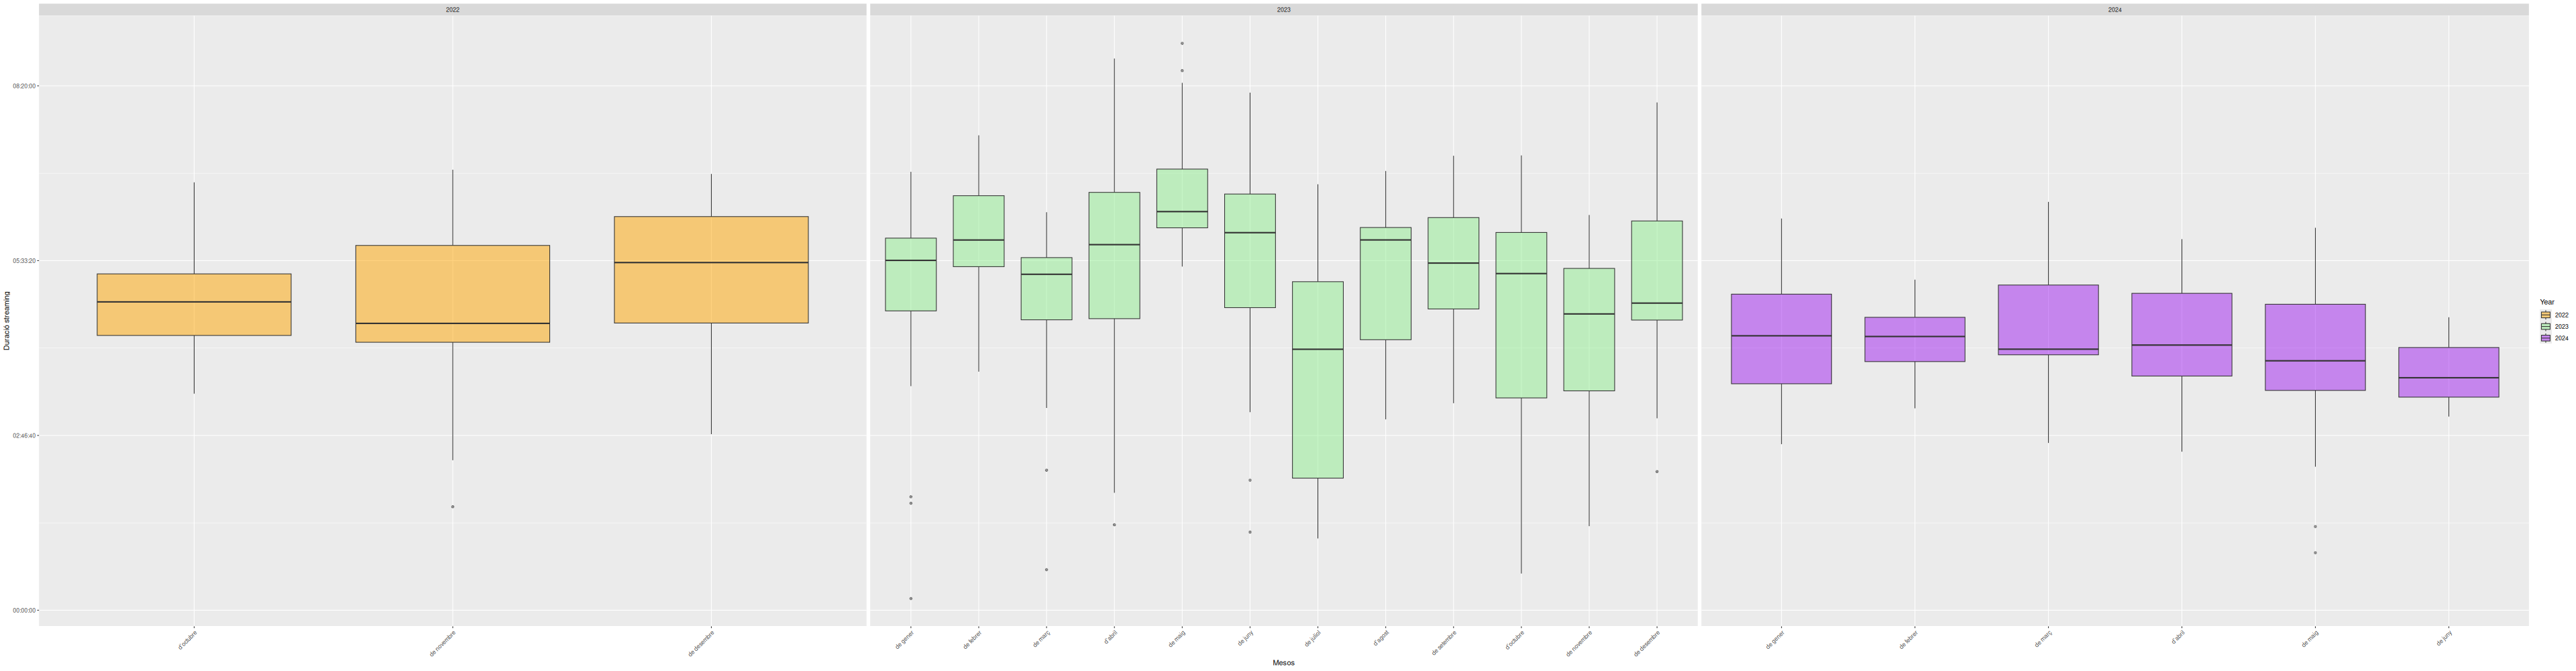 2022
2023
2024
Duració streaming
08:20:00
05:33:20
02:46:40
00:00:00
d'octubre
de novembre
de desembre
de gener
de febrer
de març
d'abril
de maig
de juny
de juliol
d'agost
de setembre
d'octubre
de novembre
de desembre
de gener
de febrer
de març
d'abril
de maig
de juny
Mesos
Year
2022
2023
2024